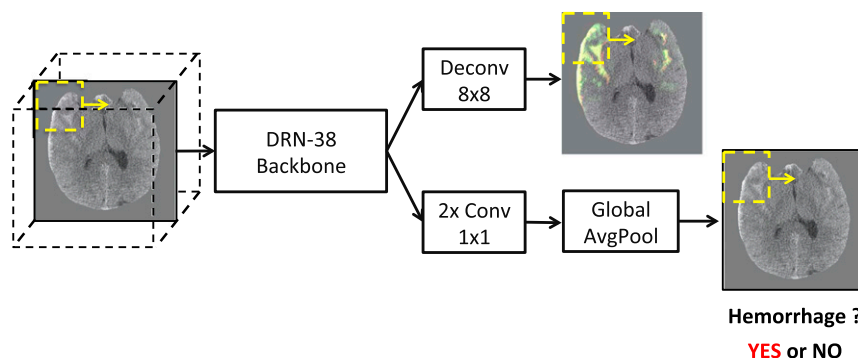 DRN-38
Backbone
Deconv
8x8
2x Conv
1x1
Global
AvgPool
Hemorrhage ?
YES or NO